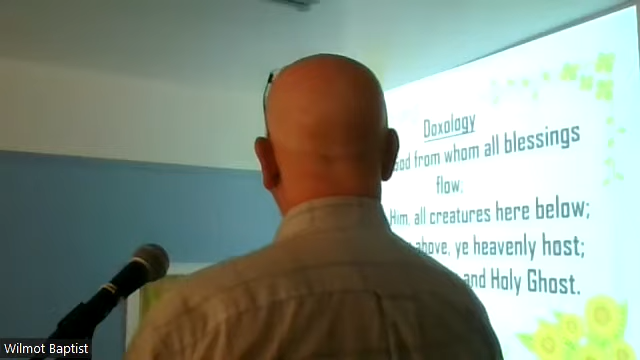 Doxology
God from whom all blessings
flow;
Him, all creatures here below;
above, ye heavenly host;
and Holy Ghost.
Wilmot Baptist